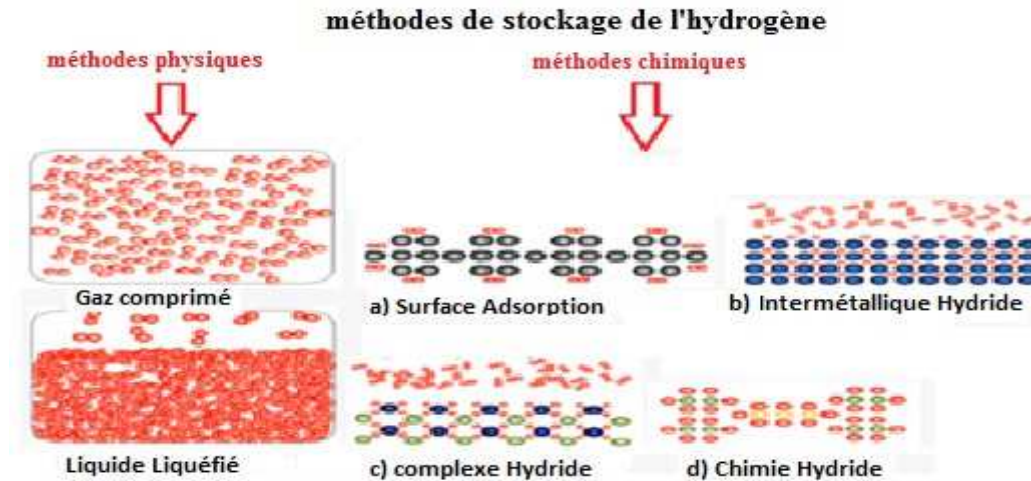 méthodes de stockage de l'hydrogène
méthodes physiques
méthodes chimiques
Gaz comprimé
a) Surface Adsorption
b) Intermétallique Hydride
Liquide Liquéfié
c) complexe Hydride
d) Chimie Hydride